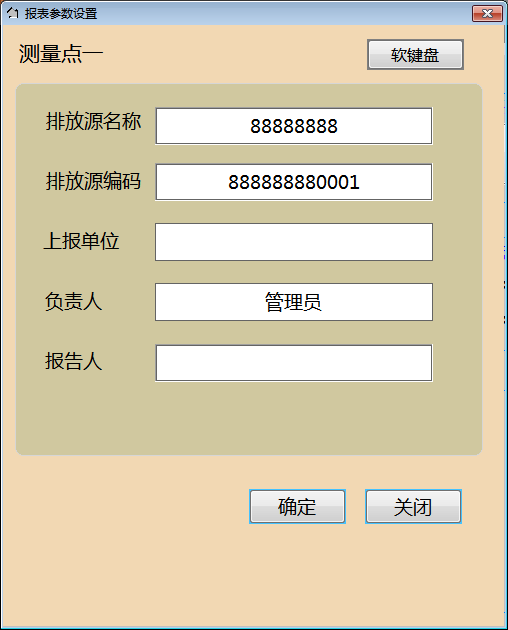 报表参数设置
测量点一
软键盘
排放源名称 88888888
排放源编码 888888880001
上报单位
负责人 管理员
报告人
确定 关闭